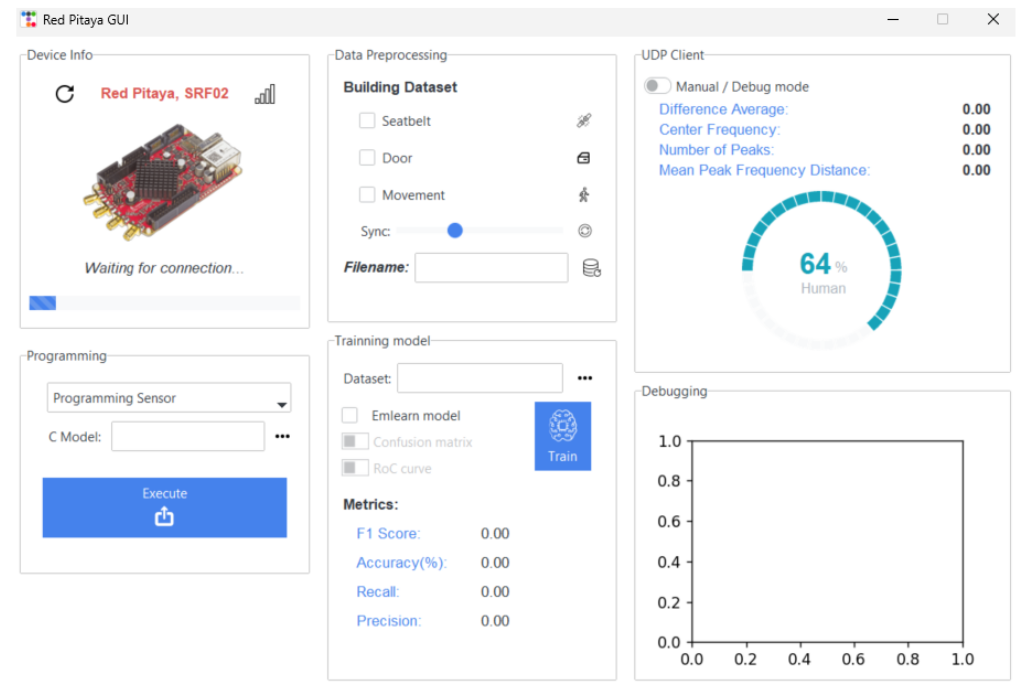 Red Pitaya GUI
Device Info
Red Pitaya, SRF02
Waiting for connection...
Programming
Programming Sensor
C Model:
•••
Execute
Data Preprocessing
Building Dataset
Seatbelt
Door
Movement
Sync:
Filename:
Trainning model
Dataset:
•••
Emlearn model
Confusion matrix
RoC curve
Train
Metrics:
F1 Score: 0.00
Accuracy(%): 0.00
Recall: 0.00
Precision: 0.00
UDP Client
Manual / Debug mode
Difference Average: 0.00
Center Frequency: 0.00
Number of Peaks: 0.00
Mean Peak Frequency Distance: 0.00
64 %
Human
Debugging
1.0
0.8
0.6
0.4
0.2
0.0
0.0 0.2 0.4 0.6 0.8 1.0